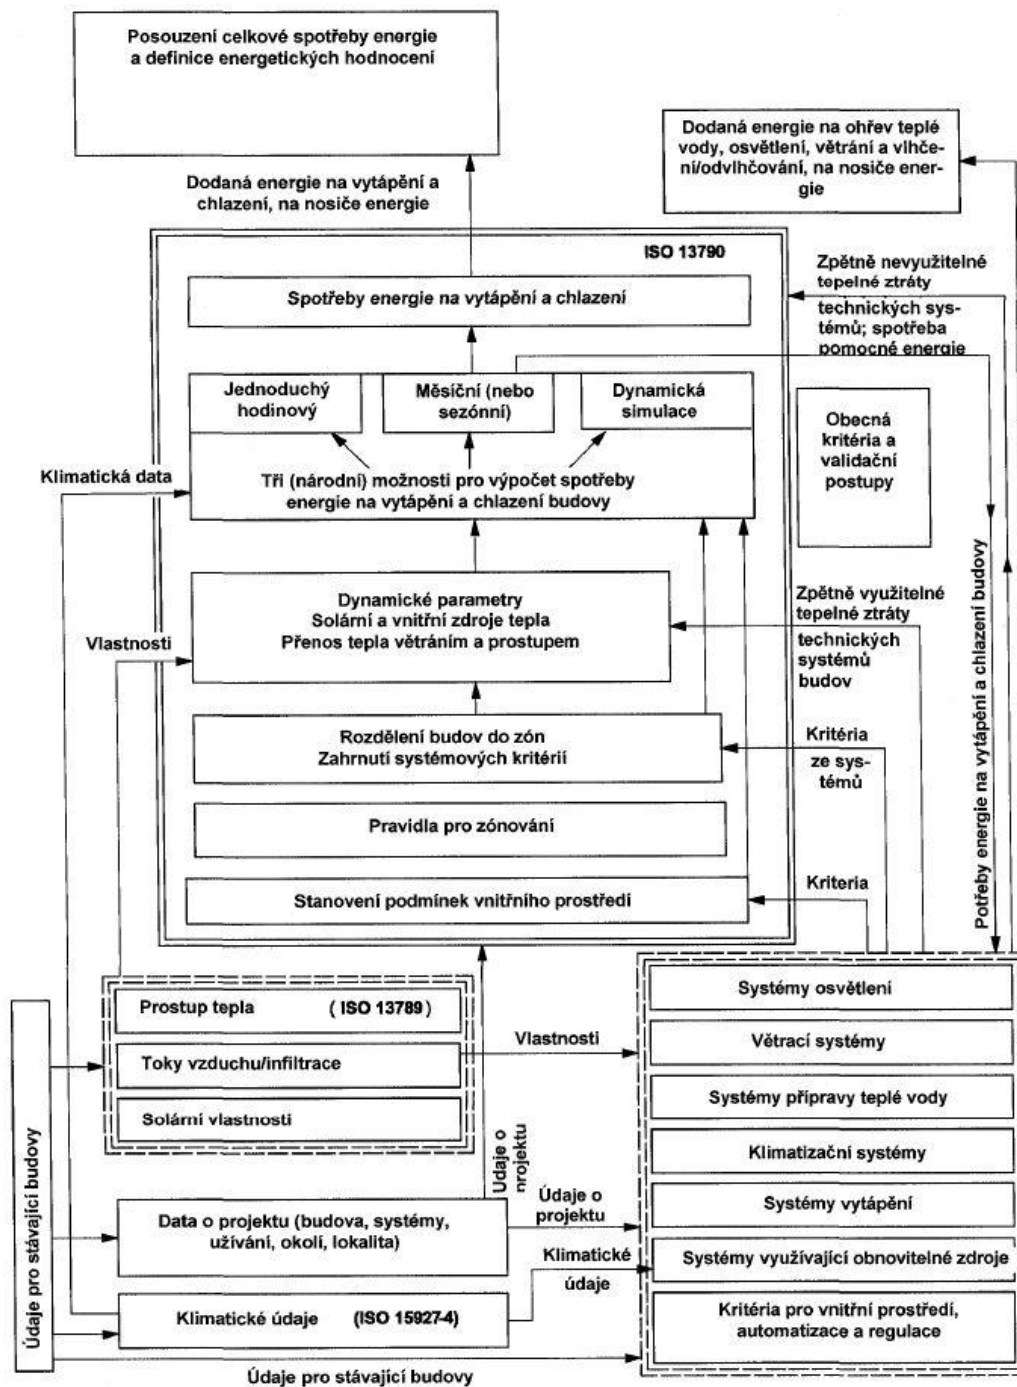 Posouzení celkové spotřeby energie
a definice energetických hodnocení
Dodaná energie na ohřev teplé
vody, osvětlení, větrání a vlhče-
ní/odvlhčování, na nosiče ener-
gie
Dodaná energie na vytápění a
chlazení, na nosiče energie
ISO 13790
Zpětně nevyužitelné
tepelné ztráty
technických sys-
témů; spotřeba
pomocné energie
Spotřeby energie na vytápění a chlazení
Jednoduchý
hodinový
Měsíční (nebo
sezónní)
Dynamická
simulace
Obecná
kritéria a
validační
postupy
Klimatická data
Tři (národní) možnosti pro výpočet spotřeby
energie na vytápění a chlazení budovy
Dynamické parametry
Solární a vnitřní zdroje tepla
Přenos tepla větráním a prostupem
Vlastnosti
Zpětně využitelné
tepelné ztráty
technických
systémů
budov
Potřeby energie na vytápění a chlazení budovy
Rozdělení budov do zón
Zahrnutí systémových kritérií
Kritéria
ze sys-
témů
Pravidla pro zónování
Stanovení podmínek vnitřního prostředí
Kriteria
Prostup tepla (ISO 13789)
Toky vzduchu/infiltrace
Solární vlastnosti
Vlastnosti
Systémy osvětlení
Větrací systémy
Systémy přípravy teplé vody
Klimatizační systémy
Systémy vytápění
Systémy využívající obnovitelné zdroje
Kritéria pro vnitřní prostředí,
automatizace a regulace
Údaje pro stávající budovy
Údaje o
nrojektu
Data o projektu (budova, systémy,
užívání, okolí, lokalita)
Údaje o
projektu
Klimatické
údaje
Klimatické údaje (ISO 15927-4)
Údaje pro stávající budovy